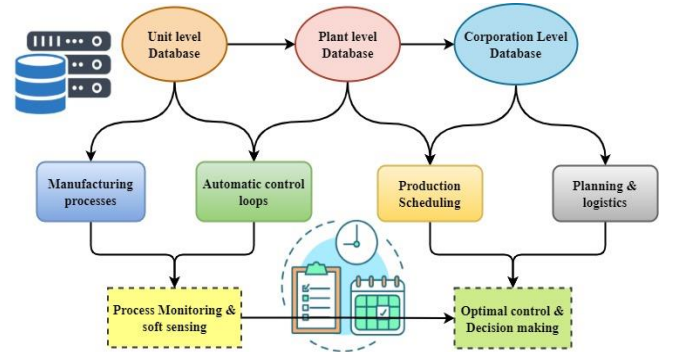 Unit level
Database
Plant level
Database
Corporation Level
Database
Manufacturing
processes
Automatic control
loops
Production
Scheduling
Planning &
logistics
Process Monitoring &
soft sensing
Optimal control &
Decision making